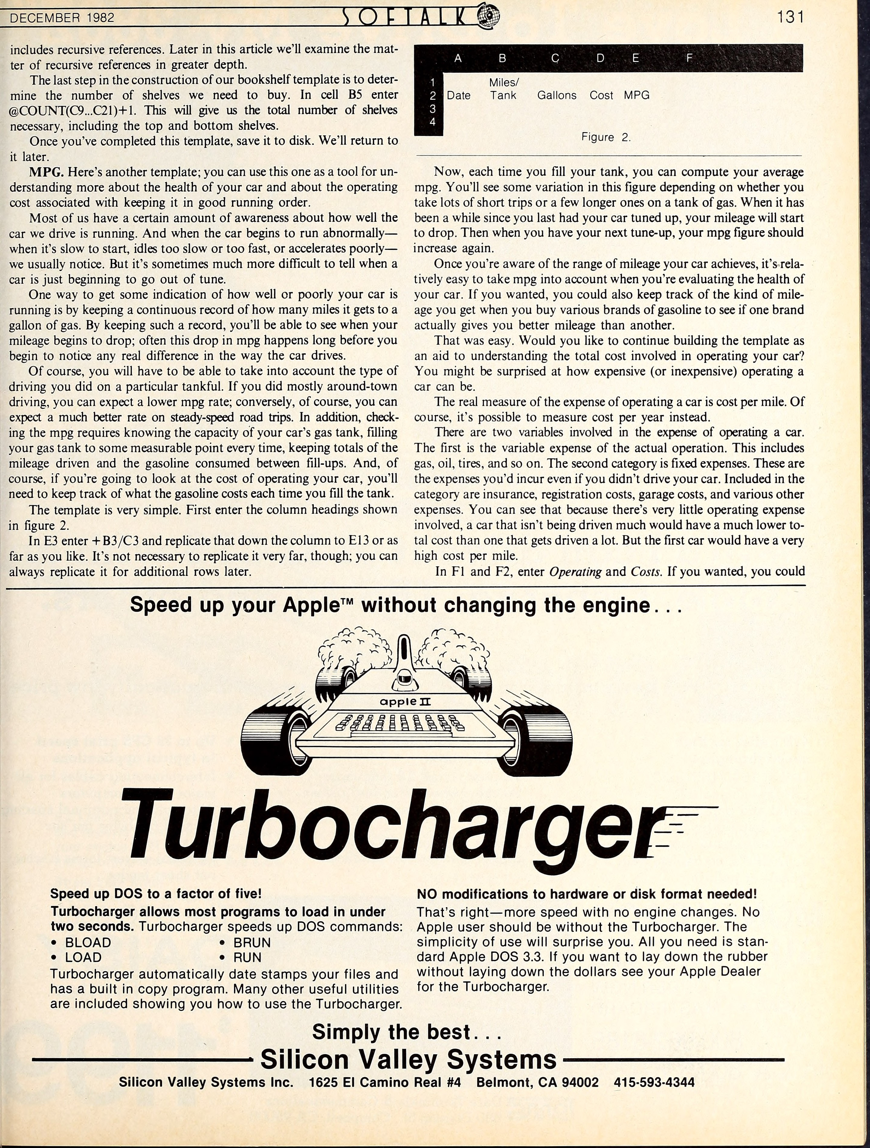 DECEMBER 1982
SOFTALK
131
includes recursive references. Later in this article we'll examine the mat-
ter of recursive references in greater depth.
The last step in the construction of our bookshelf template is to deter-
mine the number of shelves we need to buy. In cell B5 enter
@COUNT(C9...C21)+1. This will give us the total number of shelves
necessary, including the top and bottom shelves.
Once you've completed this template, save it to disk. We'll return to
it later.
MPG. Here's another template; you can use this one as a tool for un-
derstanding more about the health of your car and about the operating
cost associated with keeping it in good running order.
Most of us have a certain amount of awareness about how well the
car we drive is running. And when the car begins to run abnormally—
when it's slow to start, idles too slow or too fast, or accelerates poorly—
we usually notice. But it's sometimes much more difficult to tell when a
car is just beginning to go out of tune.
One way to get some indication of how well or poorly your car is
running is by keeping a continuous record of how many miles it gets to a
gallon of gas. By keeping such a record, you'll be able to see when your
mileage begins to drop; often this drop in mpg happens long before you
begin to notice any real difference in the way the car drives.
Of course, you will have to be able to take into account the type of
driving you did on a particular tankful. If you did mostly around-town
driving, you can expect a lower mpg rate; conversely, of course, you can
expect a much better rate on steady-speed road trips. In addition, check-
ing the mpg requires knowing the capacity of your car's gas tank, filling
your gas tank to some measurable point every time, keeping totals of the
mileage driven and the gasoline consumed between fill-ups. And, of
course, if you're going to look at the cost of operating your car, you'll
need to keep track of what the gasoline costs each time you fill the tank.
The template is very simple. First enter the column headings shown
in figure 2.
In E3 enter +B3/C3 and replicate that down the column to E13 or as
far as you like. It's not necessary to replicate it very far, though; you can
always replicate it for additional rows later.
A B C D E F
1 Miles/
2 Date Tank Gallons Cost MPG
3
4
Figure 2.
Now, each time you fill your tank, you can compute your average
mpg. You'll see some variation in this figure depending on whether you
take lots of short trips or a few longer ones on a tank of gas. When it has
been a while since you last had your car tuned up, your mileage will start
to drop. Then when you have your next tune-up, your mpg figure should
increase again.
Once you're aware of the range of mileage your car achieves, it's rela-
tively easy to take mpg into account when you're evaluating the health of
your car. If you wanted, you could also keep track of the kind of mile-
age you get when you buy various brands of gasoline to see if one brand
actually gives you better mileage than another.
That was easy. Would you like to continue building the template as
an aid to understanding the total cost involved in operating your car?
You might be surprised at how expensive (or inexpensive) operating a
car can be.
The real measure of the expense of operating a car is cost per mile. Of
course, it's possible to measure cost per year instead.
There are two variables involved in the expense of operating a car.
The first is the variable expense of the actual operation. This includes
gas, oil, tires, and so on. The second category is fixed expenses. These are
the expenses you'd incur even if you didn't drive your car. Included in the
category are insurance, registration costs, garage costs, and various other
expenses. You can see that because there's very little operating expense
involved, a car that isn't being driven much would have a much lower to-
tal cost than one that gets driven a lot. But the first car would have a very
high cost per mile.
In F1 and F2, enter Operating and Costs. If you wanted, you could
Speed up your Apple™ without changing the engine...
apple II
Turbocharger
Speed up DOS to a factor of five!
Turbocharger allows most programs to load in under
two seconds. Turbocharger speeds up DOS commands:
• BLOAD • BRUN
• LOAD • RUN
Turbocharger automatically date stamps your files and
has a built in copy program. Many other useful utilities
are included showing you how to use the Turbocharger.
NO modifications to hardware or disk format needed!
That's right—more speed with no engine changes. No
Apple user should be without the Turbocharger. The
simplicity of use will surprise you. All you need is stan-
dard Apple DOS 3.3. If you want to lay down the rubber
without laying down the dollars see your Apple Dealer
for the Turbocharger.
Simply the best...
Silicon Valley Systems
Silicon Valley Systems Inc. 1625 El Camino Real #4 Belmont, CA 94002 415-593-4344